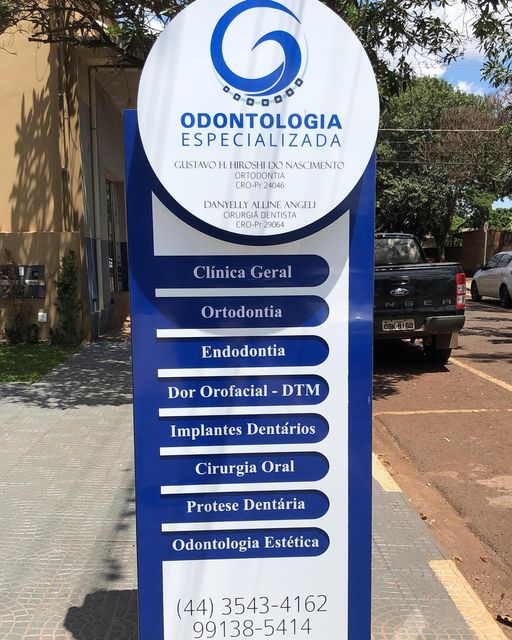 ODONTOLOGIA
ESPECIALIZADA
GUSTAVO H. HIROSHI DO NASCIMENTO
ORTODONTIA
CRO-Pr 24046
DANYELLY ALLINE ANGELI
CIRURGIÃ DENTISTA
CRO-Pr 29064
Clínica Geral
Ortodontia
Endodontia
Dor Orofacial - DTM
Implantes Dentários
Cirurgia Oral
Protese Dentária
Odontologia Estética
(44) 3543-4162
99138-5414
Ford
RANGER